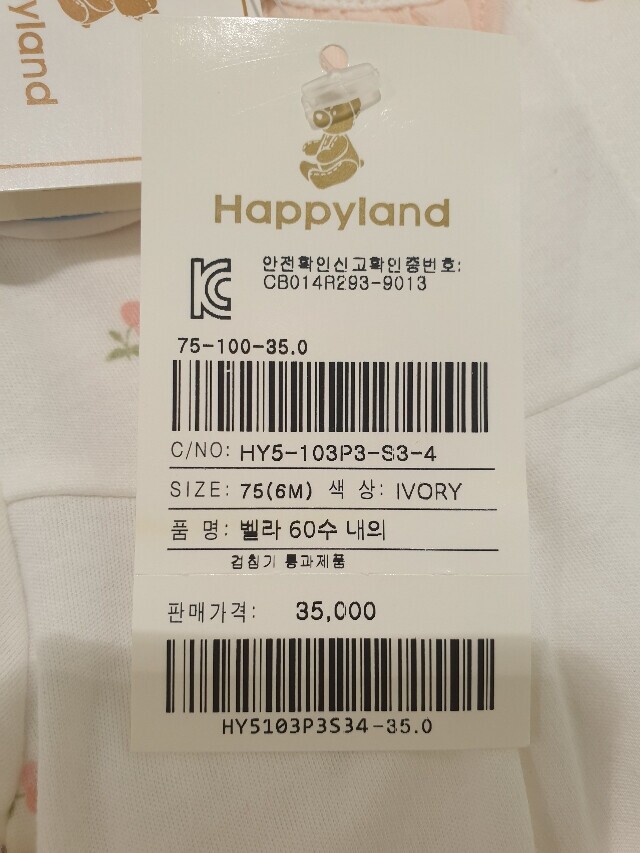 yland
Happyland
안전확인신고확인증번호:
CB014R293-9013
75-100-35.0
C/NO: HY5-103P3-S3-4
SIZE: 75(6M) 색 상: IVORY
품 명: 벨라 60수 내의
검침기 통과제품
판매가격: 35,000
HY5103P3S34-35.0